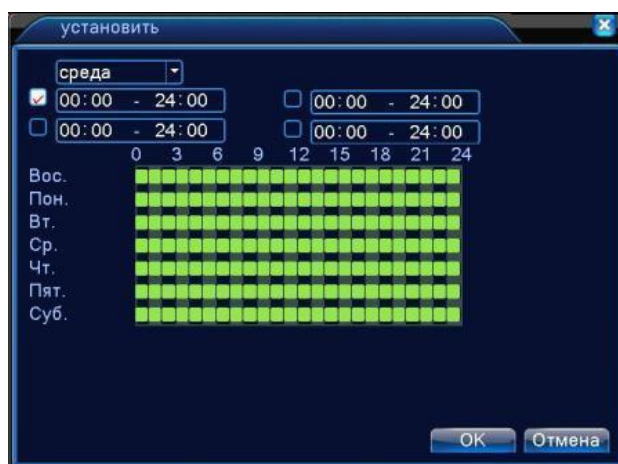 установить
среда
00:00 - 24:00 00:00 - 24:00
00:00 - 24:00 00:00 - 24:00
0 3 6 9 12 15 18 21 24
Вос.
Пон.
Вт.
Ср.
Чт.
Пят.
Суб.
OK Отмена